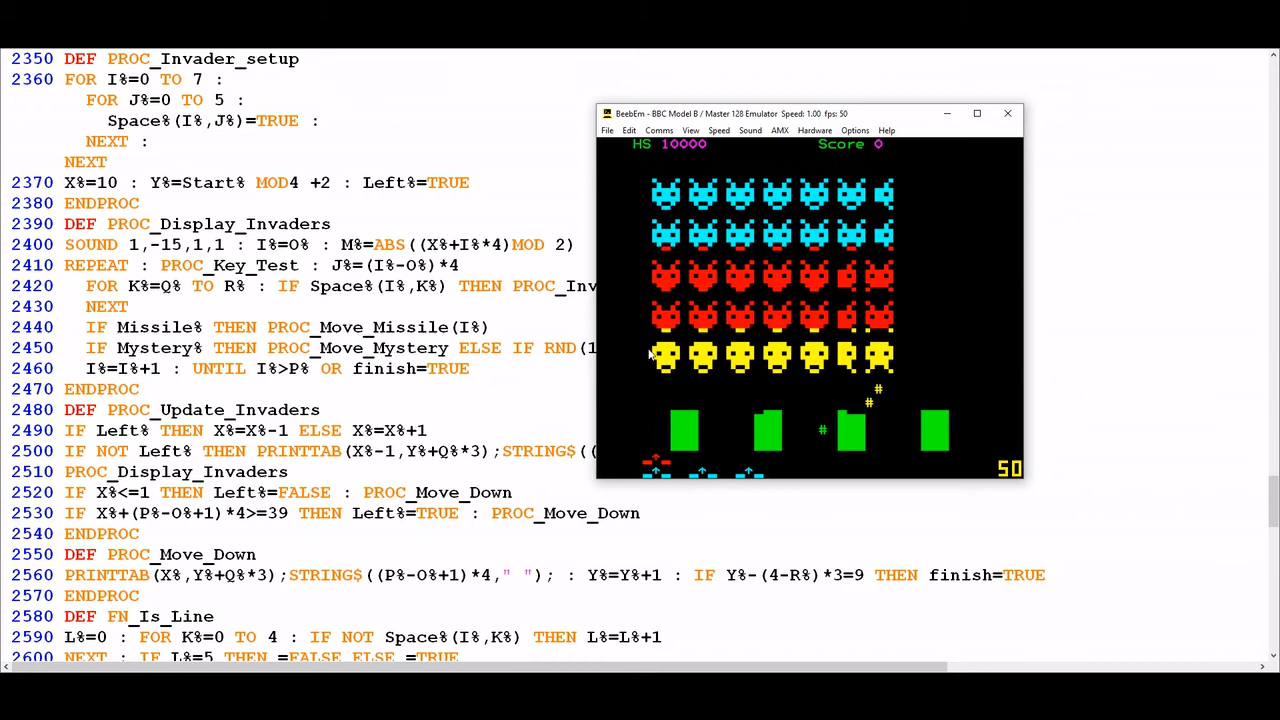 2350 DEF PROC_Invader_setup
2360 FOR I%=0 TO 7 :
FOR J%=0 TO 5 :
Space%(I%,J%)=TRUE :
NEXT :
NEXT
2370 X%=10 : Y%=Start% MOD4 +2 : Left%=TRUE
2380 ENDPROC
2390 DEF PROC_Display_Invaders
2400 SOUND 1,-15,1,1 : I%=O% : M%=ABS((X%+I%*4)MOD 2)
2410 REPEAT : PROC_Key_Test : J%=(I%-O%)*4
2420 FOR K%=Q% TO R% : IF Space%(I%,K%) THEN PROC_Inv
2430 NEXT
2440 IF Missile% THEN PROC_Move_Missile(I%)
2450 IF Mystery% THEN PROC_Move_Mystery ELSE IF RND(1
2460 I%=I%+1 : UNTIL I%>P% OR finish=TRUE
2470 ENDPROC
2480 DEF PROC_Update_Invaders
2490 IF Left% THEN X%=X%-1 ELSE X%=X%+1
2500 IF NOT Left% THEN PRINTTAB(X%-1,Y%+Q%*3);STRING$((
2510 PROC_Display_Invaders
2520 IF X%<=1 THEN Left%=FALSE : PROC_Move_Down
2530 IF X%+(P%-O%+1)*4>=39 THEN Left%=TRUE : PROC_Move_Down
2540 ENDPROC
2550 DEF PROC_Move_Down
2560 PRINTTAB(X%,Y%+Q%*3);STRING$((P%-O%+1)*4," "); : Y%=Y%+1 : IF Y%-(4-R%)*3=9 THEN finish=TRUE
2570 ENDPROC
2580 DEF FN_Is_Line
2590 L%=0 : FOR K%=0 TO 4 : IF NOT Space%(I%,K%) THEN L%=L%+1
2600 NEXT : IF L%=5 THEN =FALSE ELSE =TRUE
BeebEm - BBC Model B / Master 128 Emulator Speed: 1.00 fps: 50
File Edit Comms View Speed Sound AMX Hardware Options Help
HS 10000 Score 0
#
#
#
50